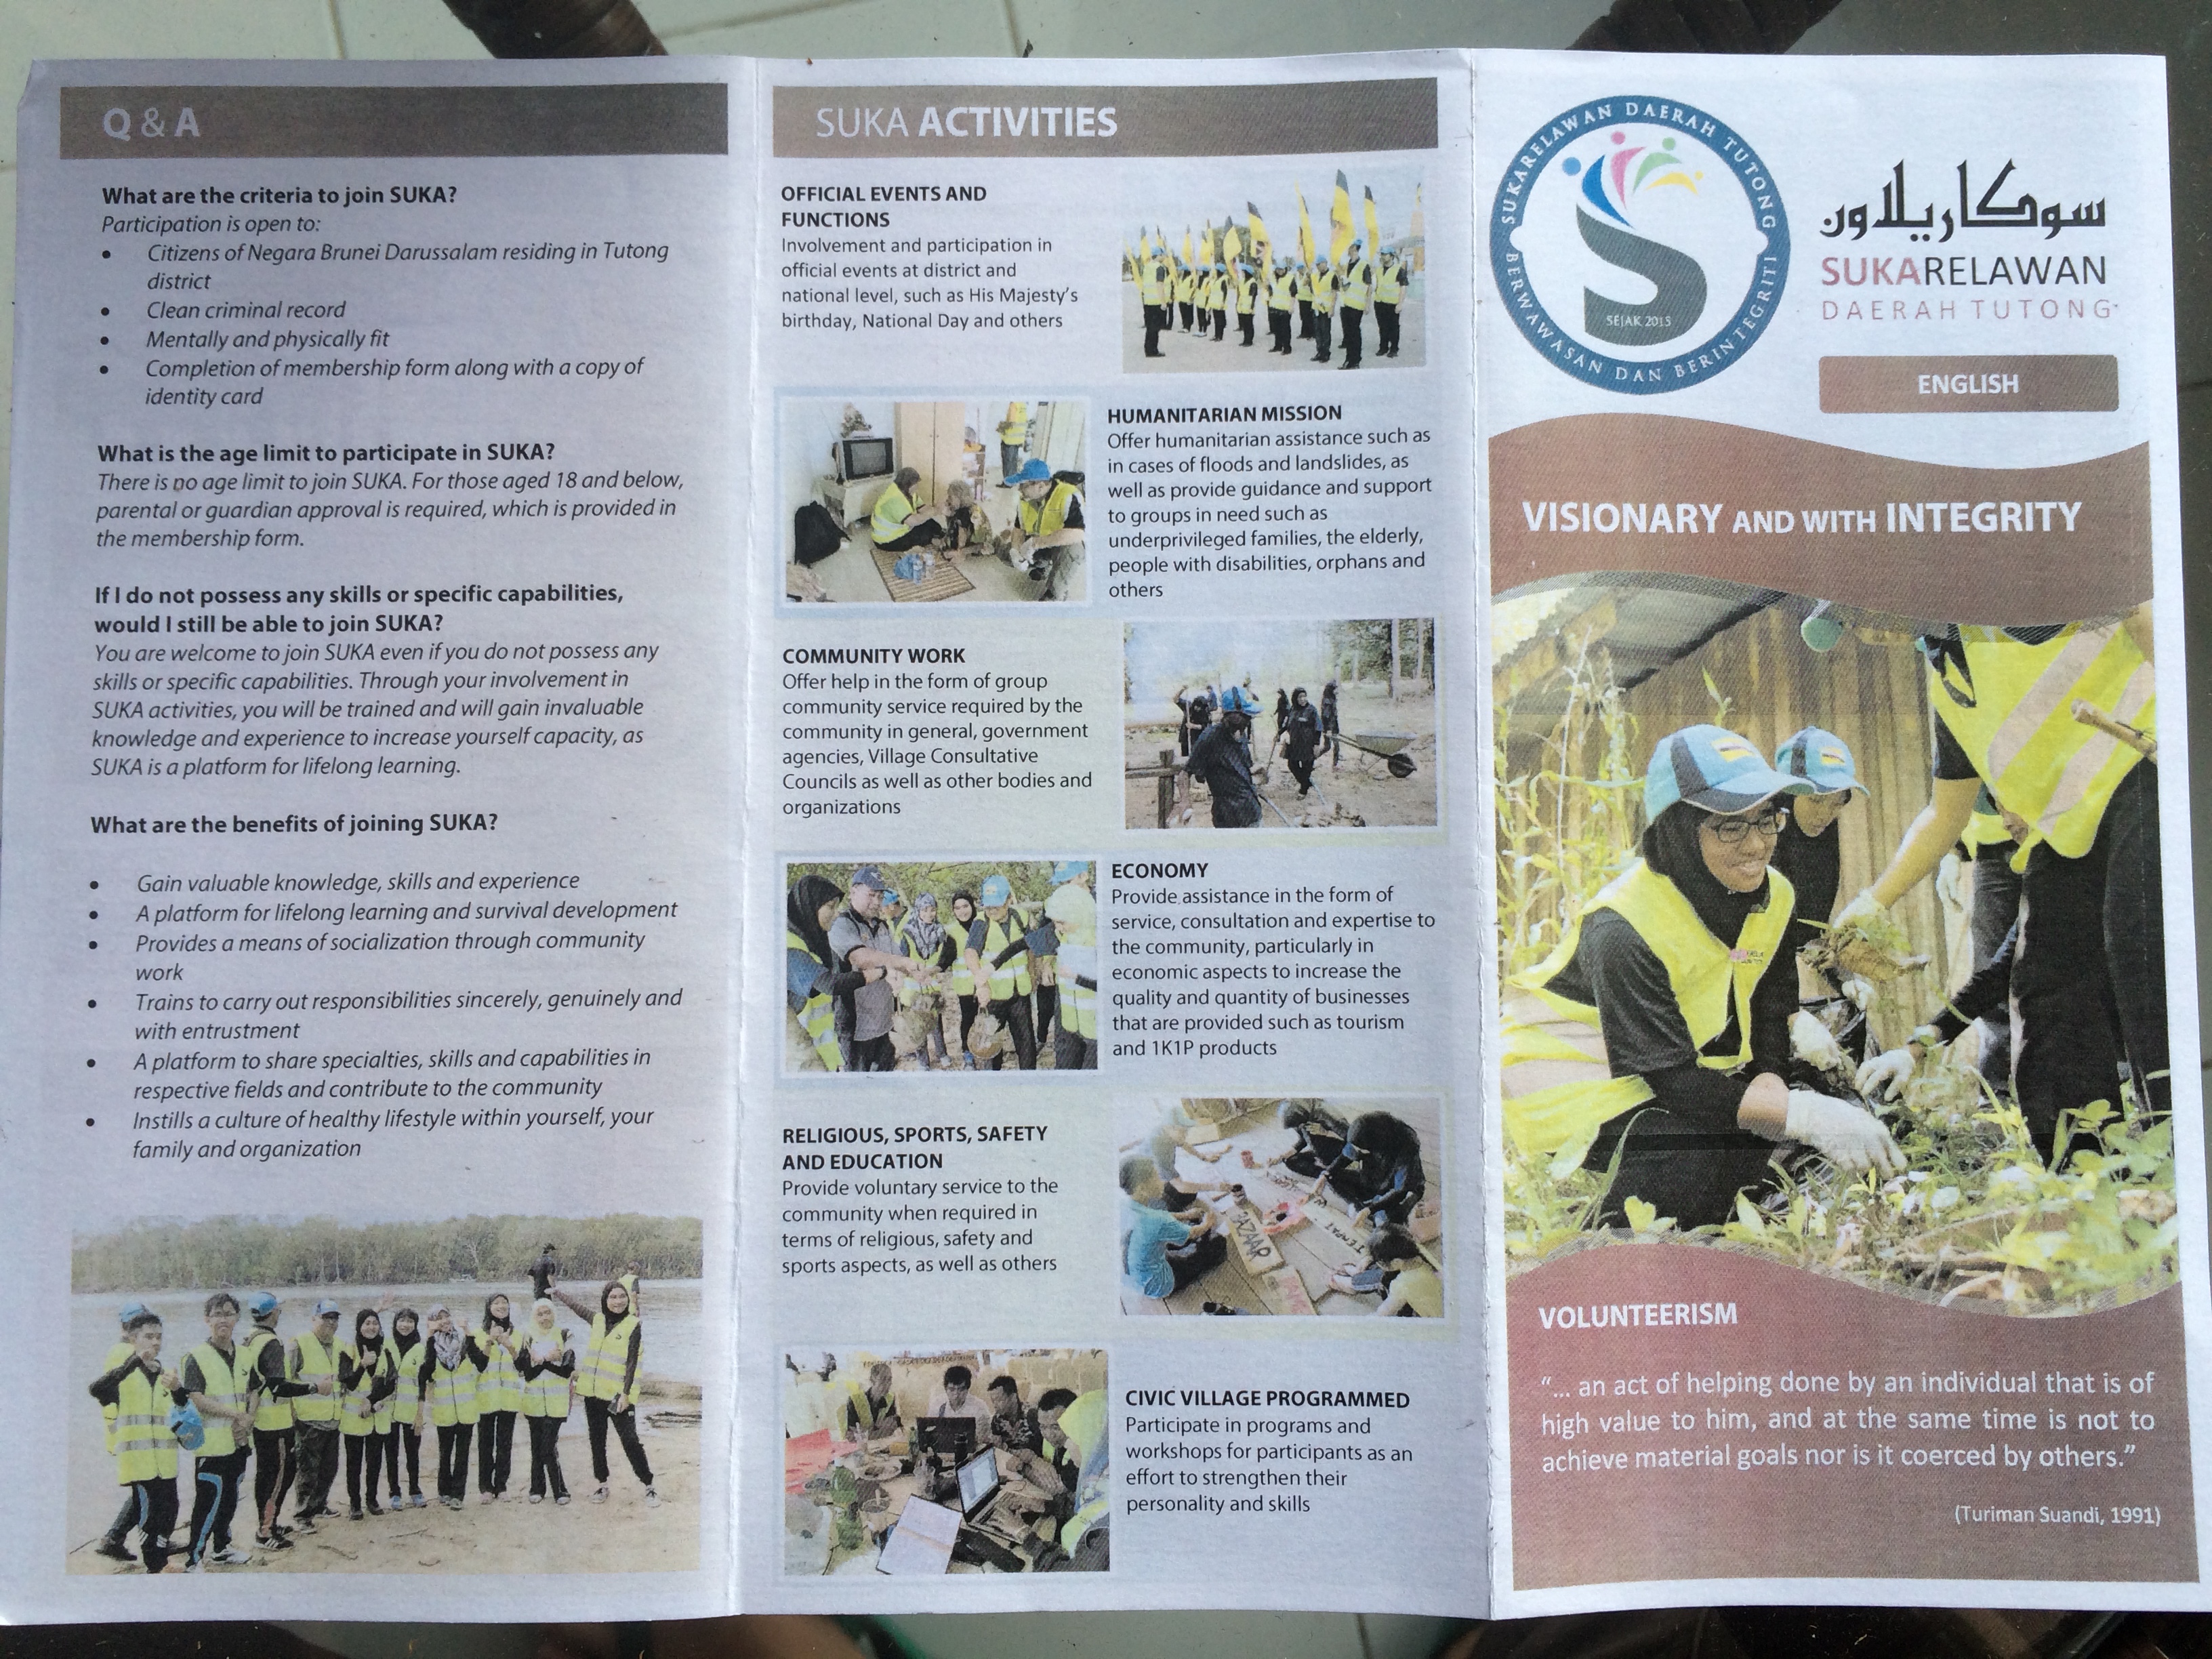 Q & A
What are the criteria to join SUKA?
Participation is open to:
• Citizens of Negara Brunei Darussalam residing in Tutong
district
• Clean criminal record
• Mentally and physically fit
• Completion of membership form along with a copy of
identity card
What is the age limit to participate in SUKA?
There is no age limit to join SUKA. For those aged 18 and below,
parental or guardian approval is required, which is provided in
the membership form.
If I do not possess any skills or specific capabilities,
would I still be able to join SUKA?
You are welcome to join SUKA even if you do not possess any
skills or specific capabilities. Through your involvement in
SUKA activities, you will be trained and will gain invaluable
knowledge and experience to increase yourself capacity, as
SUKA is a platform for lifelong learning.
What are the benefits of joining SUKA?
• Gain valuable knowledge, skills and experience
• A platform for lifelong learning and survival development
• Provides a means of socialization through community
work
• Trains to carry out responsibilities sincerely, genuinely and
with entrustment
• A platform to share specialties, skills and capabilities in
respective fields and contribute to the community
• Instills a culture of healthy lifestyle within yourself, your
family and organization
SUKA ACTIVITIES
OFFICIAL EVENTS AND
FUNCTIONS
Involvement and participation in
official events at district and
national level, such as His Majesty's
birthday, National Day and others
HUMANITARIAN MISSION
Offer humanitarian assistance such as
in cases of floods and landslides, as
well as provide guidance and support
to groups in need such as
underprivileged families, the elderly,
people with disabilities, orphans and
others
COMMUNITY WORK
Offer help in the form of group
community service required by the
community in general, government
agencies, Village Consultative
Councils as well as other bodies and
organizations
ECONOMY
Provide assistance in the form of
service, consultation and expertise to
the community, particularly in
economic aspects to increase the
quality and quantity of businesses
that are provided such as tourism
and 1K1P products
RELIGIOUS, SPORTS, SAFETY
AND EDUCATION
Provide voluntary service to the
community when required in
terms of religious, safety and
sports aspects, as well as others
BAZAAR
TEMPAT
CIVIC VILLAGE PROGRAMMED
Participate in programs and
workshops for participants as an
effort to strengthen their
personality and skills
SUKARELAWAN DAERAH TUTONG
BERWAWASAN DAN BERINTEGRITI
SEJAK 2013
سوكاريلاون
SUKARELAWAN
DAERAH TUTONG
ENGLISH
VISIONARY AND WITH INTEGRITY
VOLUNTEERISM
"... an act of helping done by an individual that is of
high value to him, and at the same time is not to
achieve material goals nor is it coerced by others."
(Turiman Suandi, 1991)